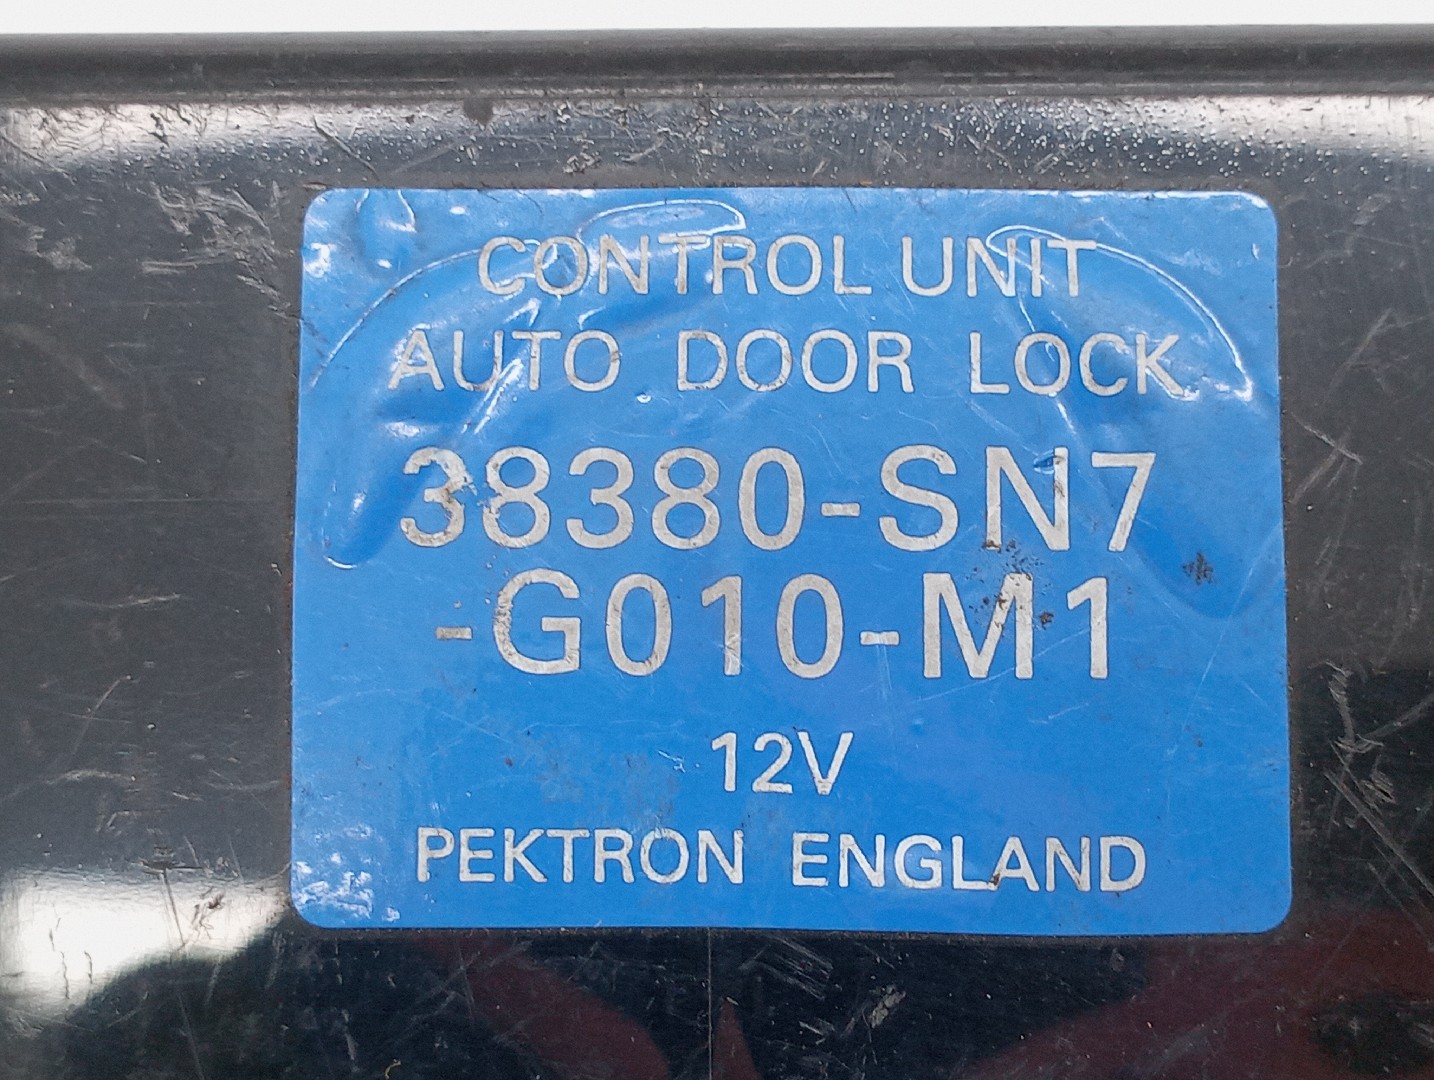 CONTROL UNIT
AUTO DOOR LOCK
38380-SN7
-G010-M1
12V
PEKTRON ENGLAND